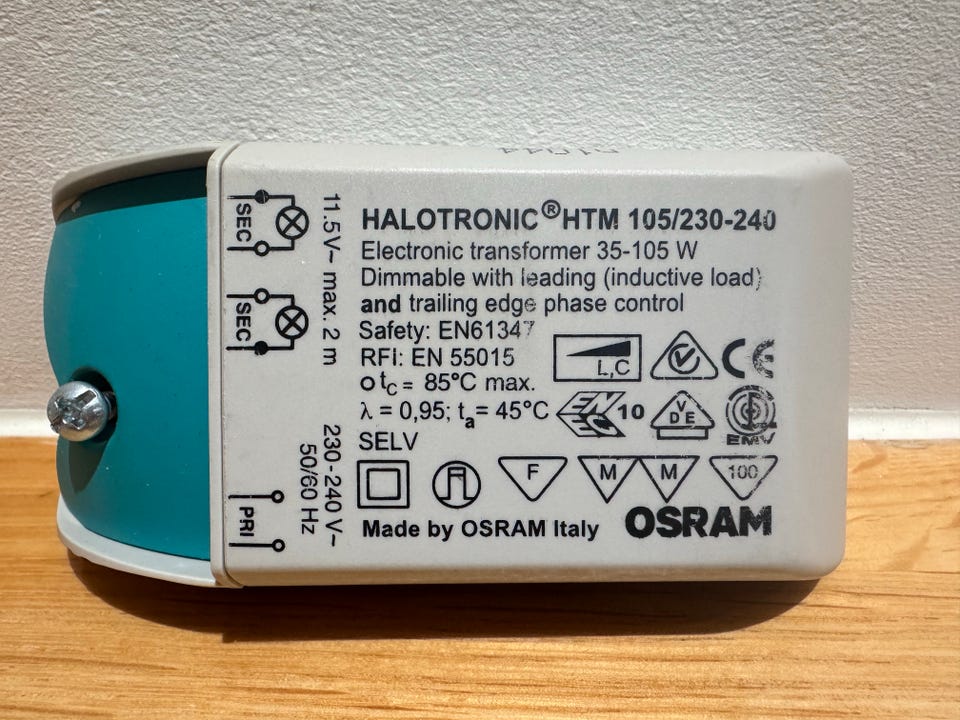 HALOTRONIC®HTM 105/230-240
Electronic transformer 35-105 W
Dimmable with leading (inductive load)
and trailing edge phase control
Safety: EN61347
RFI: EN 55015
tc = 85°C max.
λ = 0,95; ta = 45°C
SELV
L,C
CE
ENEC 10
VDE
EMV
F
M
M
100
Made by OSRAM Italy
OSRAM
SEC
SEC
11.5V~ max. 2 m
230-240 V~
50/60 Hz
PRI